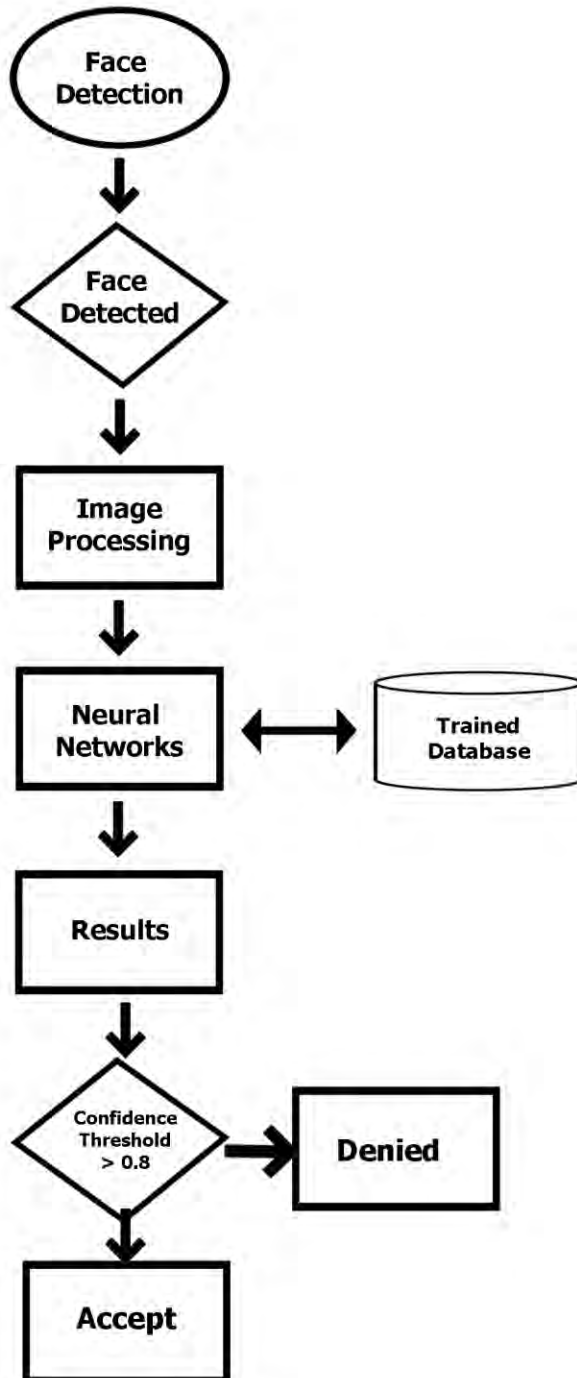 Face
Detection
Face
Detected
Image
Processing
Neural
Networks
Trained
Database
Results
Confidence
Threshold
> 0.8
Denied
Accept